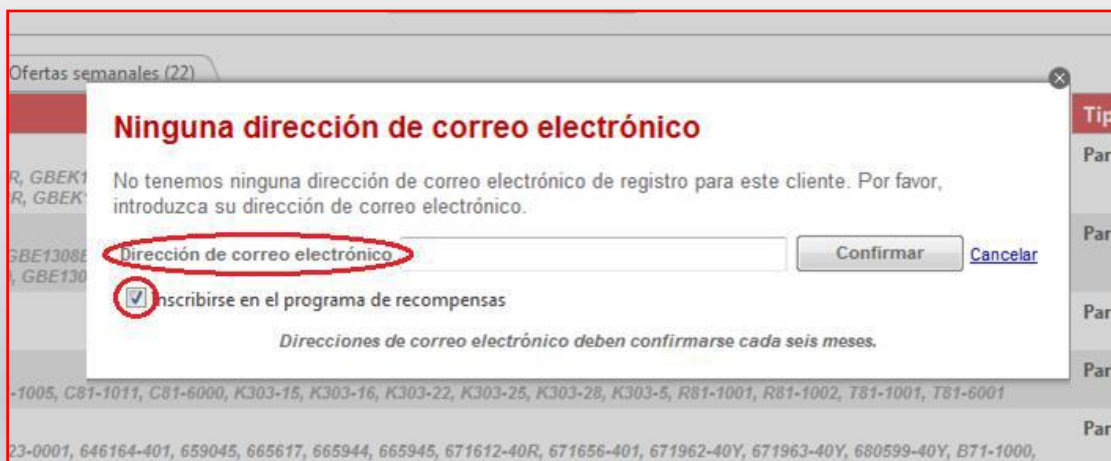 Ofertas semanales (22)
Tip
Ninguna dirección de correo electrónico
Par
R, GBEK1
No tenemos ninguna dirección de correo electrónico de registro para este cliente. Por favor,
R, GBEK
introduzca su dirección de correo electrónico.
Par
GBE1308
Dirección de correo electrónico Confirmar Cancelar
, GBE130
Inscribirse en el programa de recompensas
Par
Direcciones de correo electrónico deben confirmarse cada seis meses.
Par
-1005, C81-1011, C81-6000, K303-15, K303-16, K303-22, K303-25, K303-28, K303-5, R81-1001, R81-1002, T81-1001, T81-6001
Par
23-0001, 646164-401, 659045, 665617, 665944, 665945, 671612-40R, 671656-401, 671962-40Y, 671963-40Y, 680599-40Y, B71-1000,